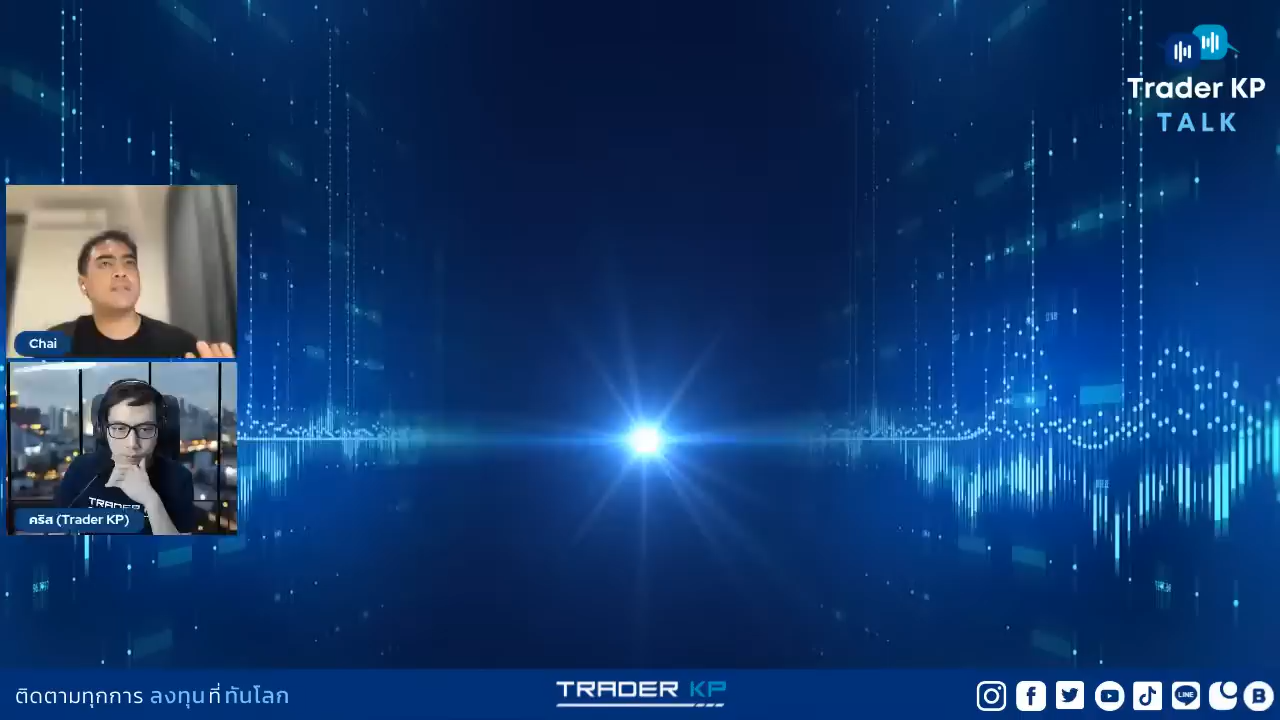 Trader KP
TALK
Chai
TRADER
คริส (Trader KP)
ติดตามทุกการ ลงทุนที่ทันโลก
TRADER KP
LINE
B